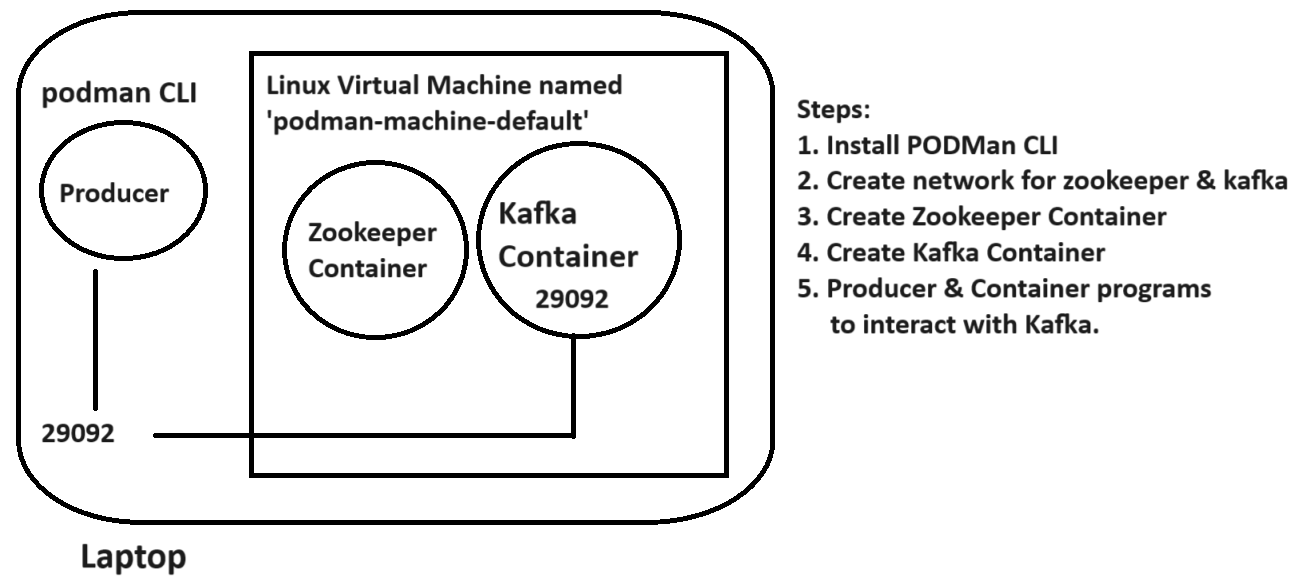 podman CLI
Producer
29092
Linux Virtual Machine named
'podman-machine-default'
Zookeeper
Container
Kafka
Container
29092
Laptop
Steps:
1. Install PODMan CLI
2. Create network for zookeeper & kafka
3. Create Zookeeper Container
4. Create Kafka Container
5. Producer & Container programs
to interact with Kafka.